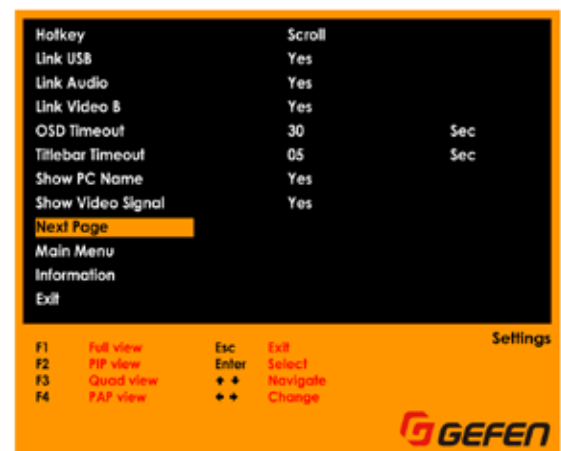 Hotkey Scroll
Link USB Yes
Link Audio Yes
Link Video B Yes
OSD Timeout 30 Sec
Titlebar Timeout 05 Sec
Show PC Name Yes
Show Video Signal Yes
Next Page
Main Menu
Information
Exit
Settings
F1 Full view Esc Exit
F2 PIP view Enter Select
F3 Quad view ↑ ↓ Navigate
F4 PAP view ← → Change
GEFEN